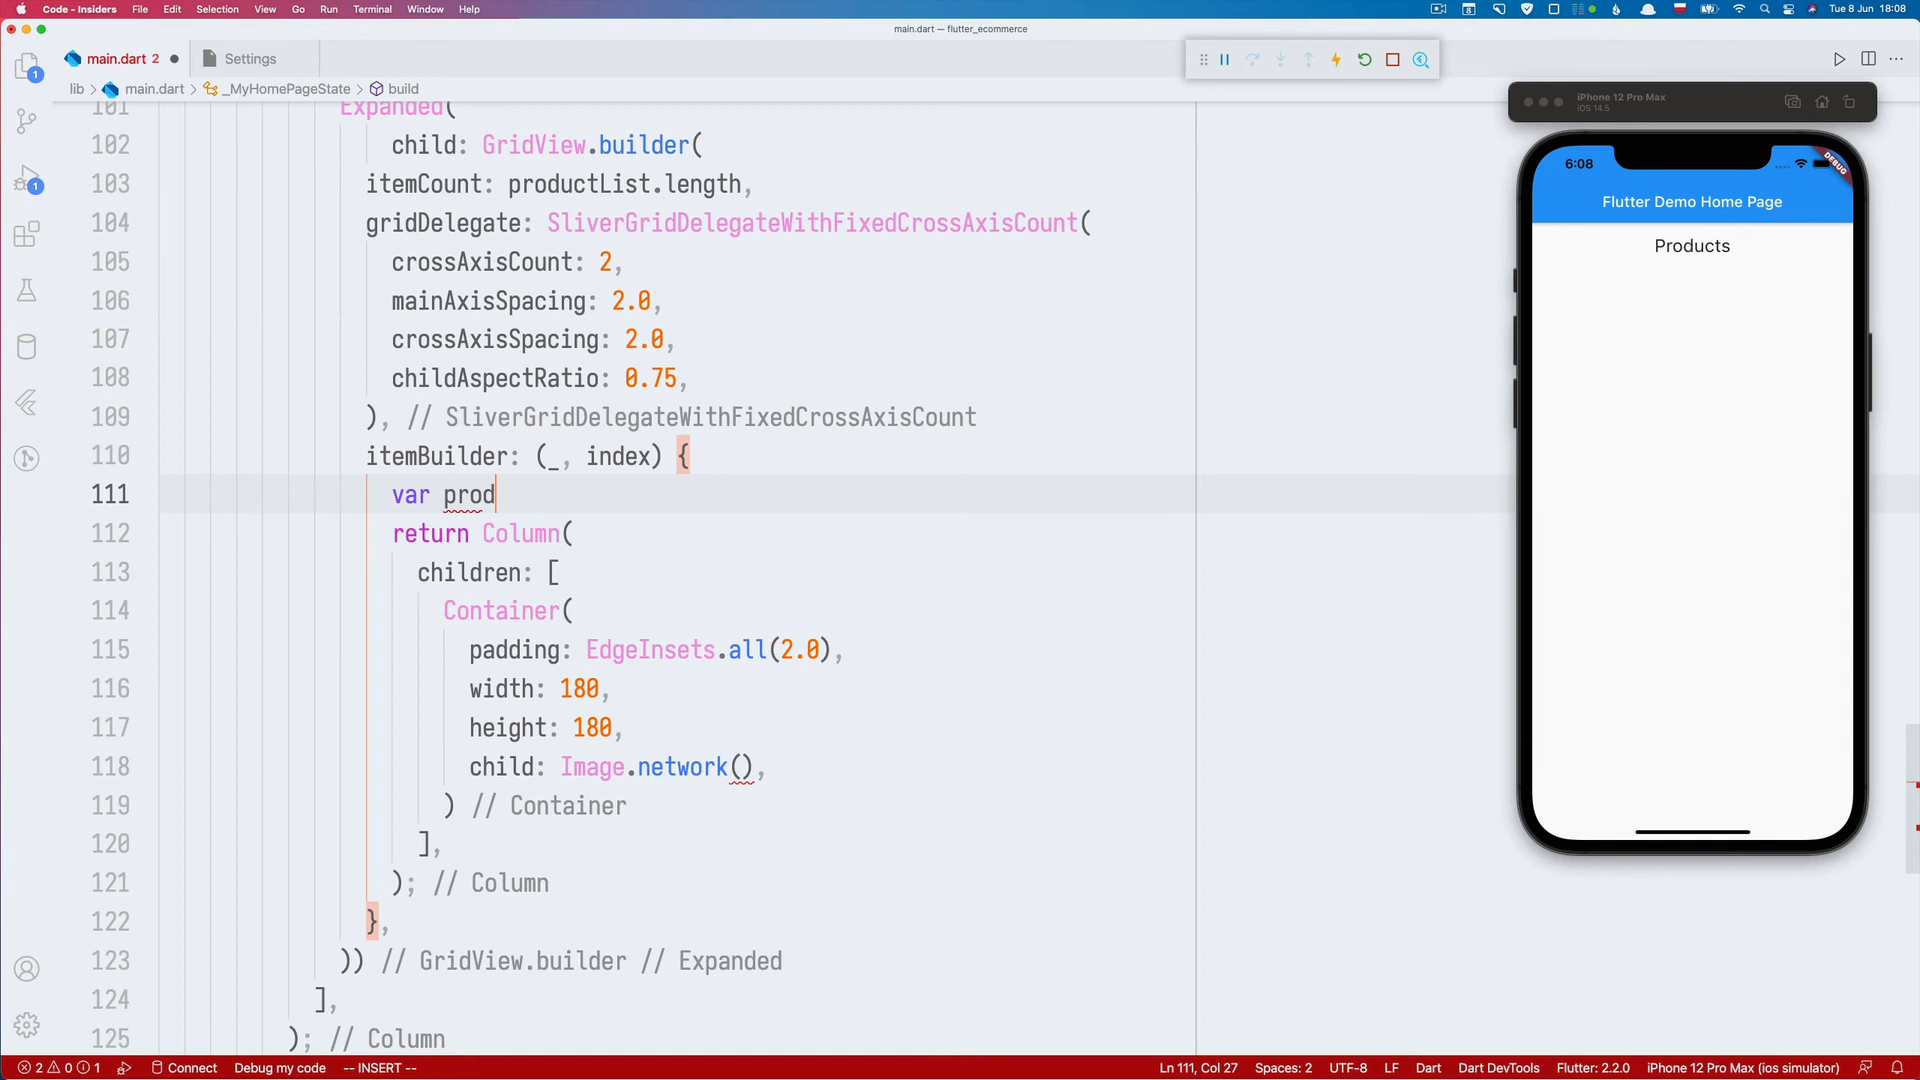 Code - Insiders File Edit Selection View Go Run Terminal Window Help
8 Tue 8 Jun 18:08
main.dart — flutter_ecommerce
main.dart 2 Settings
lib main.dart _MyHomePageState build
101 Expanded(
102 child: GridView.builder(
103 itemCount: productList.length,
104 gridDelegate: SliverGridDelegateWithFixedCrossAxisCount(
105 crossAxisCount: 2,
106 mainAxisSpacing: 2.0,
107 crossAxisSpacing: 2.0,
108 childAspectRatio: 0.75,
109 ), // SliverGridDelegateWithFixedCrossAxisCount
110 itemBuilder: (_, index) {
111 var prod
112 return Column(
113 children: [
114 Container(
115 padding: EdgeInsets.all(2.0),
116 width: 180,
117 height: 180,
118 child: Image.network(),
119 ) // Container
120 ],
121 ); // Column
122 },
123 )) // GridView.builder // Expanded
124 ],
125 ); // Column
1
1
iPhone 12 Pro Max
iOS 14.5
6:08
DEBUG
Flutter Demo Home Page
Products
2 0 1 Connect Debug my code -- INSERT -- Ln 111, Col 27 Spaces: 2 UTF-8 LF Dart Dart DevTools Flutter: 2.2.0 iPhone 12 Pro Max (ios simulator)